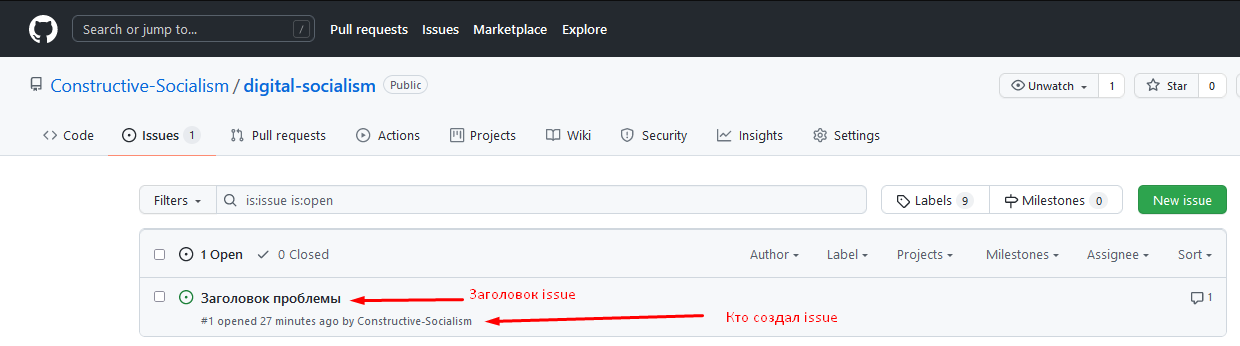 Search or jump to... / Pull requests Issues Marketplace Explore
Constructive-Socialism / digital-socialism Public Unwatch 1 Star 0
Code Issues 1 Pull requests Actions Projects Wiki Security Insights Settings
Filters is:issue is:open Labels 9 Milestones 0 New issue
1 Open 0 Closed Author Label Projects Milestones Assignee Sort
Заголовок проблемы Заголовок issue 1
#1 opened 27 minutes ago by Constructive-Socialism Кто создал issue